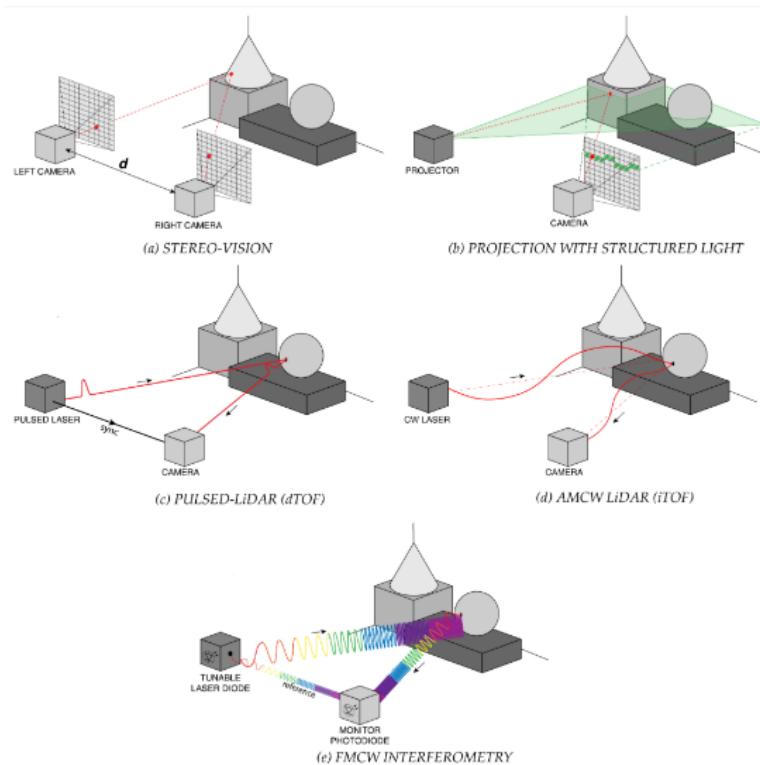 LEFT CAMERA
d
RIGHT CAMERA
(a) STEREO-VISION
PROJECTOR
CAMERA
(b) PROJECTION WITH STRUCTURED LIGHT
PULSED LASER
sync
CAMERA
(c) PULSED-LiDAR (dTOF)
CW LASER
CAMERA
(d) AMCW LiDAR (iTOF)
TUNABLE
LASER DIODE
reference
MONITOR
PHOTODIODE
(e) FMCW INTERFEROMETRY